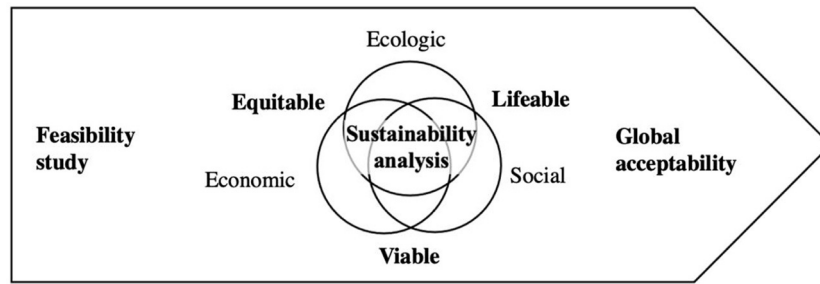 Ecologic
Equitable
Lifeable
Feasibility
study
Sustainability
analysis
Global
acceptability
Economic
Social
Viable